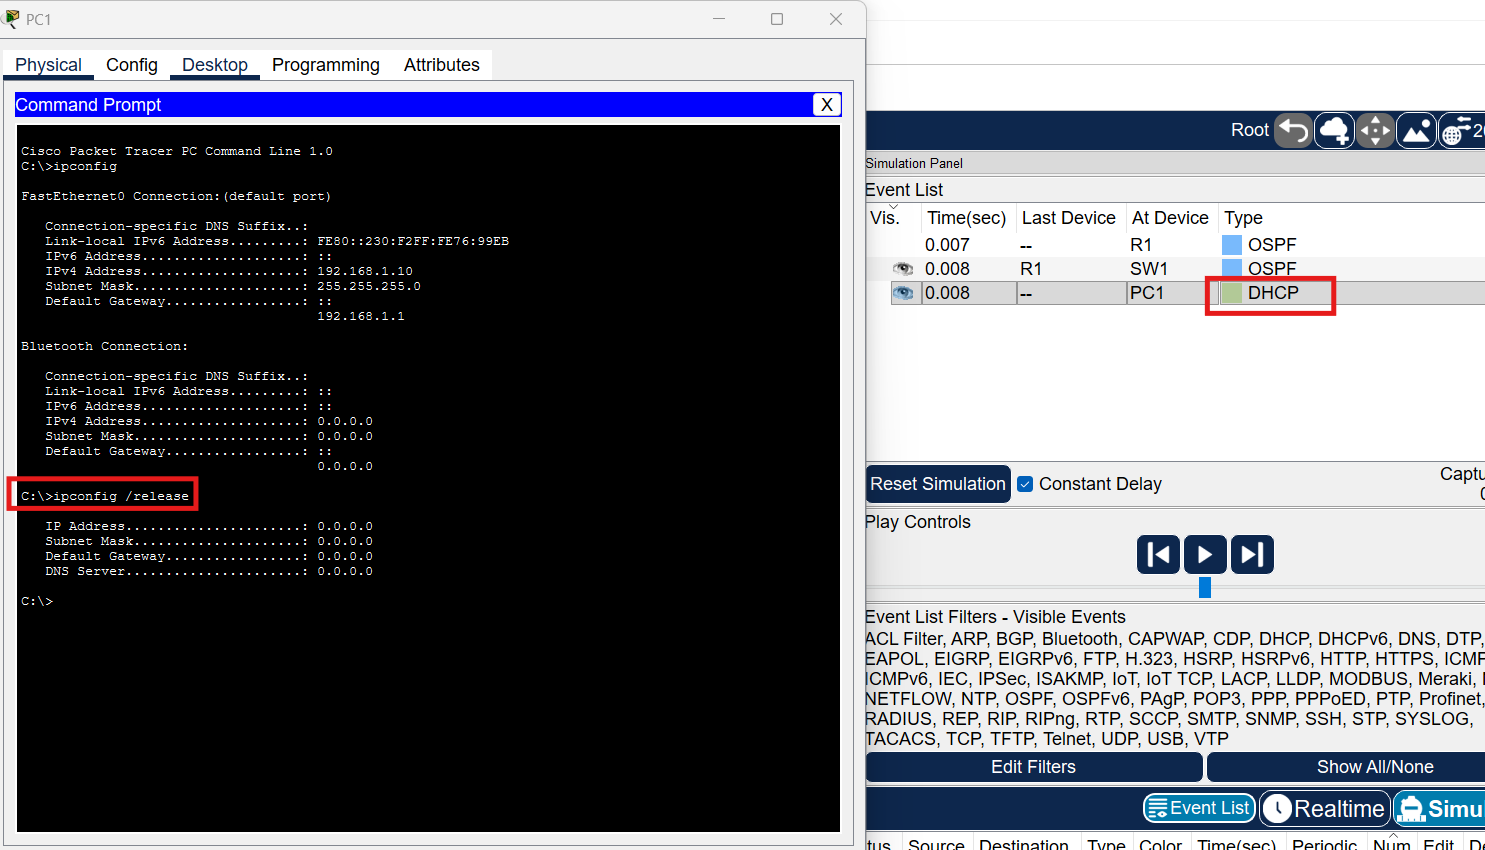 PC1
Physical Config Desktop Programming Attributes
Command Prompt X
Cisco Packet Tracer PC Command Line 1.0
C:\>ipconfig
FastEthernet0 Connection:(default port)
Connection-specific DNS Suffix..:
Link-local IPv6 Address.........: FE80::230:F2FF:FE76:99EB
IPv6 Address....................: ::
IPv4 Address....................: 192.168.1.10
Subnet Mask.....................: 255.255.255.0
Default Gateway.................: ::
192.168.1.1
Bluetooth Connection:
Connection-specific DNS Suffix..:
Link-local IPv6 Address.........: ::
IPv6 Address....................: ::
IPv4 Address....................: 0.0.0.0
Subnet Mask.....................: 0.0.0.0
Default Gateway.................: ::
0.0.0.0
C:\>ipconfig /release
IP Address......................: 0.0.0.0
Subnet Mask.....................: 0.0.0.0
Default Gateway.................: 0.0.0.0
DNS Server......................: 0.0.0.0
C:\>
Root
Simulation Panel
Event List
Vis. Time(sec) Last Device At Device Type
0.007 -- R1 OSPF
0.008 R1 SW1 OSPF
0.008 -- PC1 DHCP
Reset Simulation Constant Delay Captu
Play Controls
Event List Filters - Visible Events
ACL Filter, ARP, BGP, Bluetooth, CAPWAP, CDP, DHCP, DHCPv6, DNS, DTP,
EAPOL, EIGRP, EIGRPv6, FTP, H.323, HSRP, HSRPv6, HTTP, HTTPS, ICMP
ICMPv6, IEC, IPSec, ISAKMP, IoT, IoT TCP, LACP, LLDP, MODBUS, Meraki,
NETFLOW, NTP, OSPF, OSPFv6, PAgP, POP3, PPP, PPPoED, PTP, Profinet,
RADIUS, REP, RIP, RIPng, RTP, SCCP, SMTP, SNMP, SSH, STP, SYSLOG,
TACACS, TCP, TFTP, Telnet, UDP, USB, VTP
Edit Filters Show All/None
Event List Realtime Simu
tus Source Destination Type Color Time(sec) Periodic Num Edit